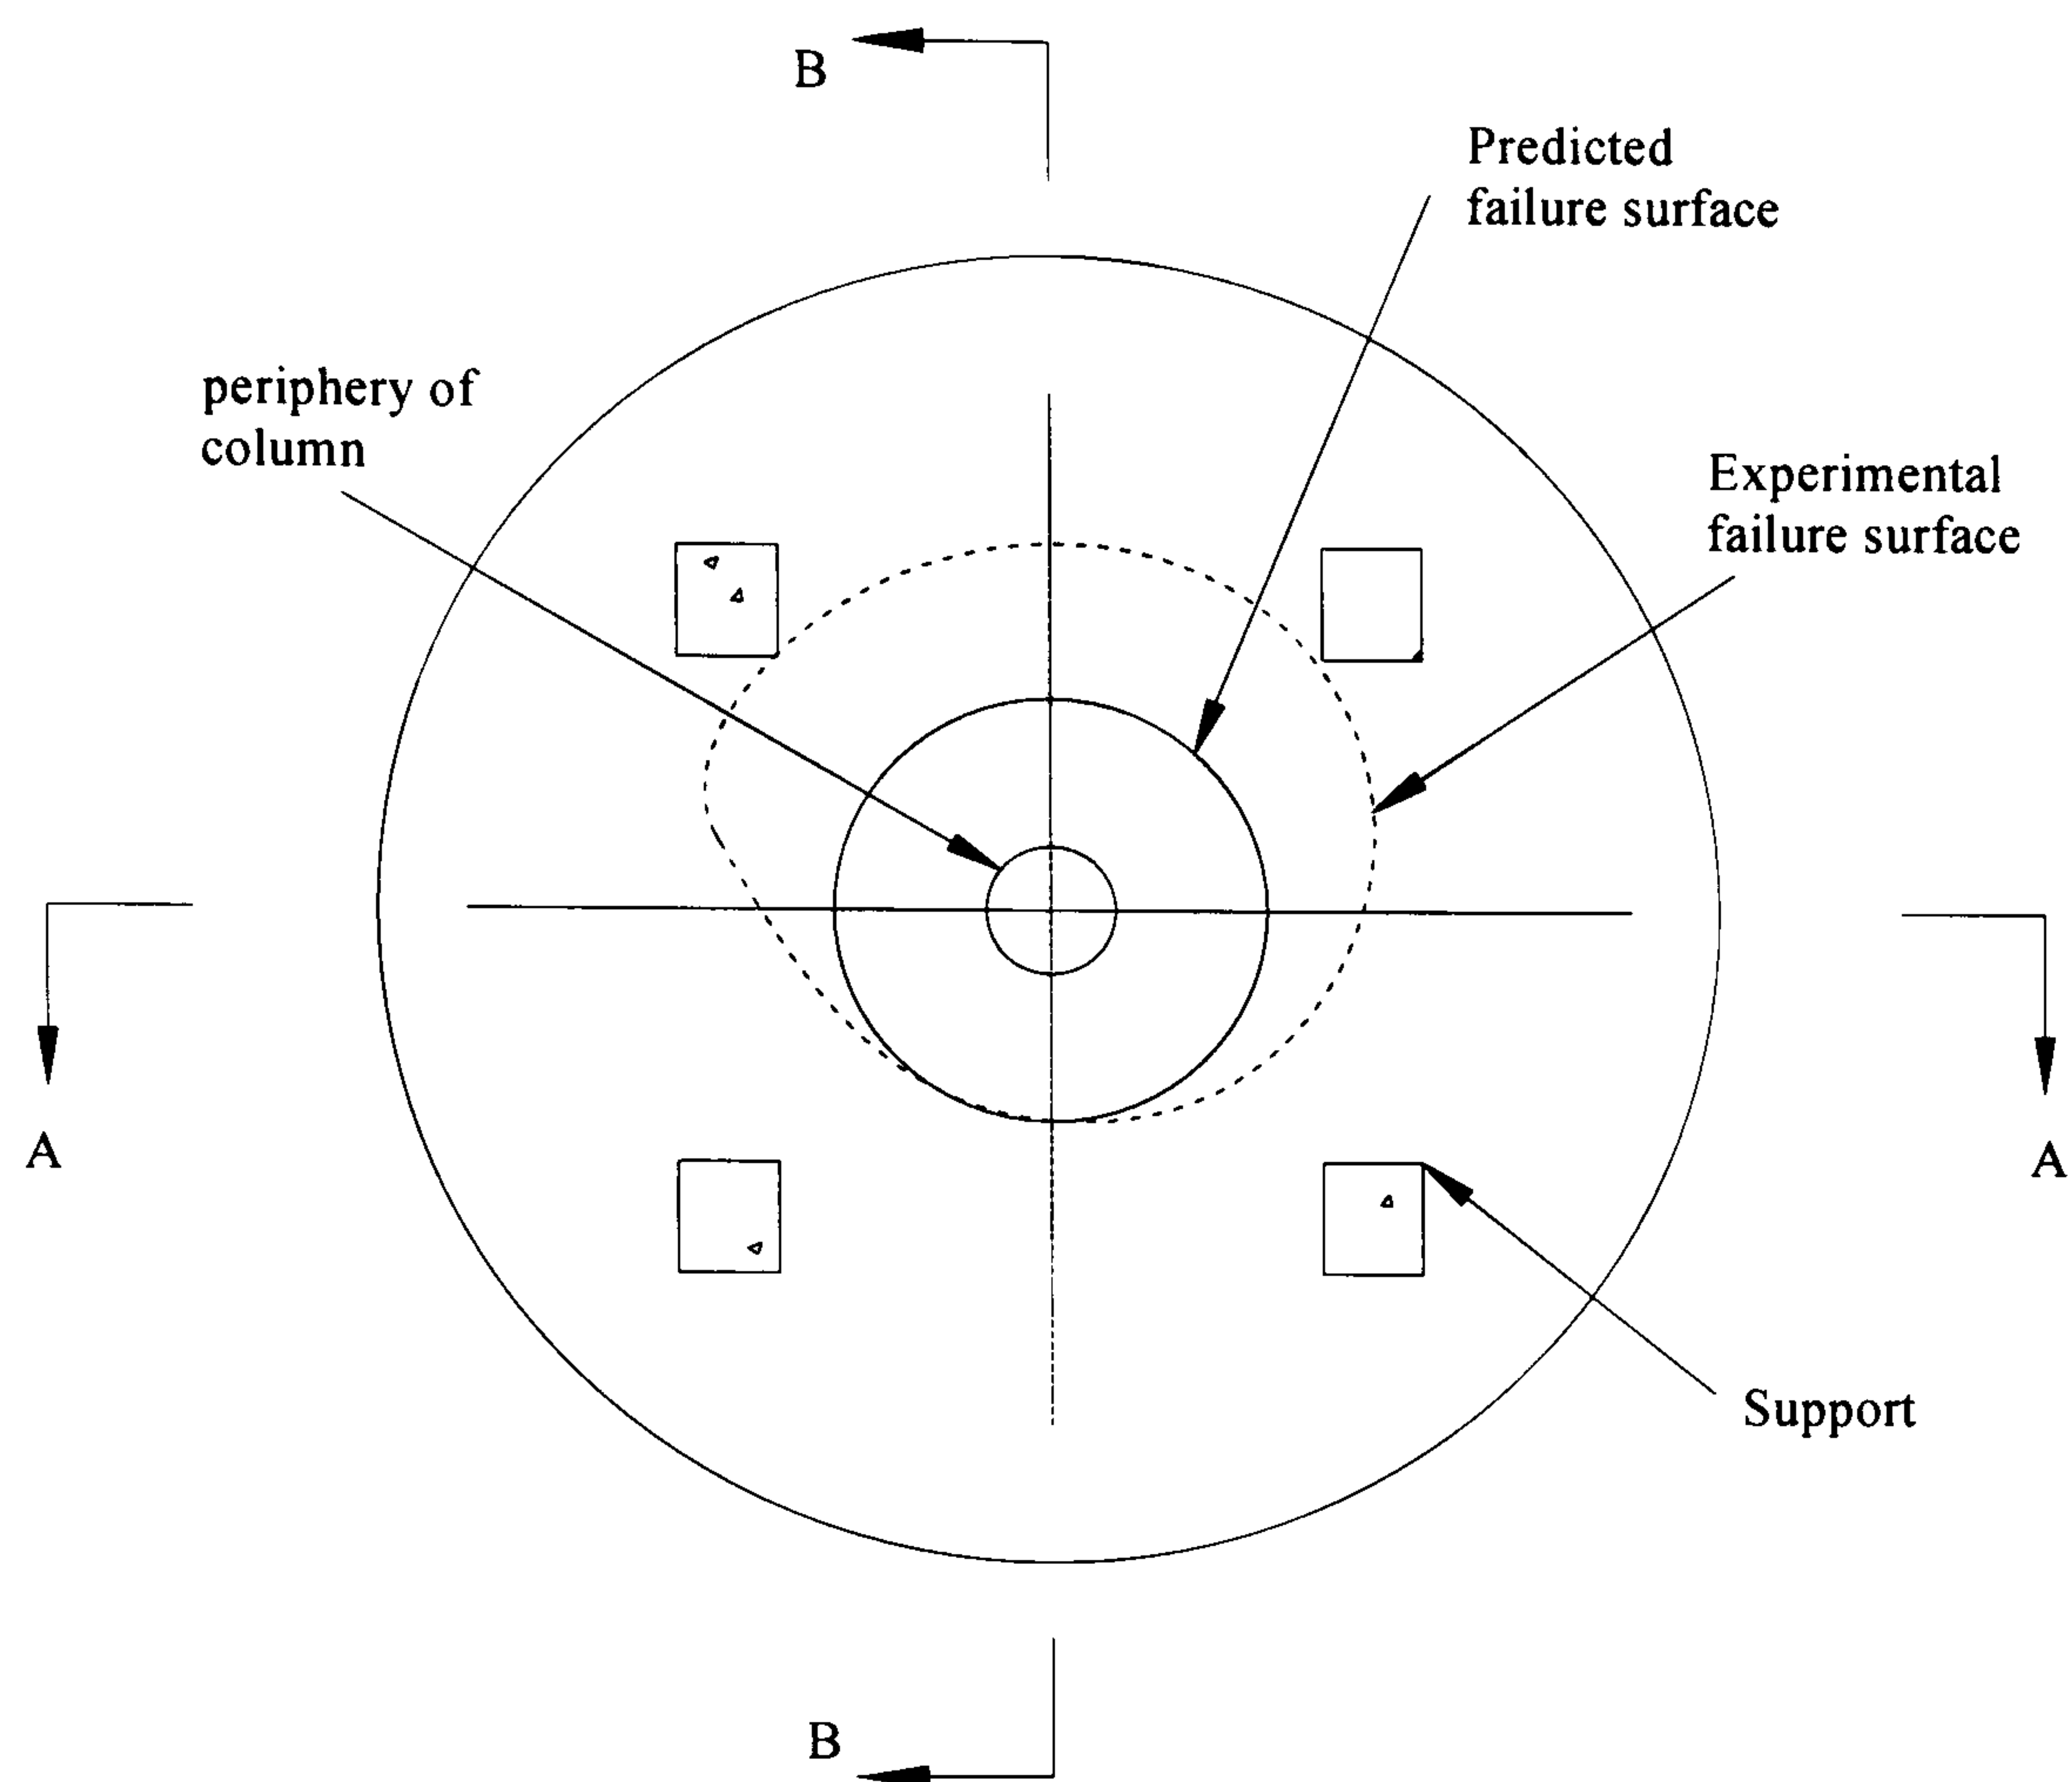 B
Predicted
failure surface
periphery of
column
Experimental
failure surface
A
A
Support
B